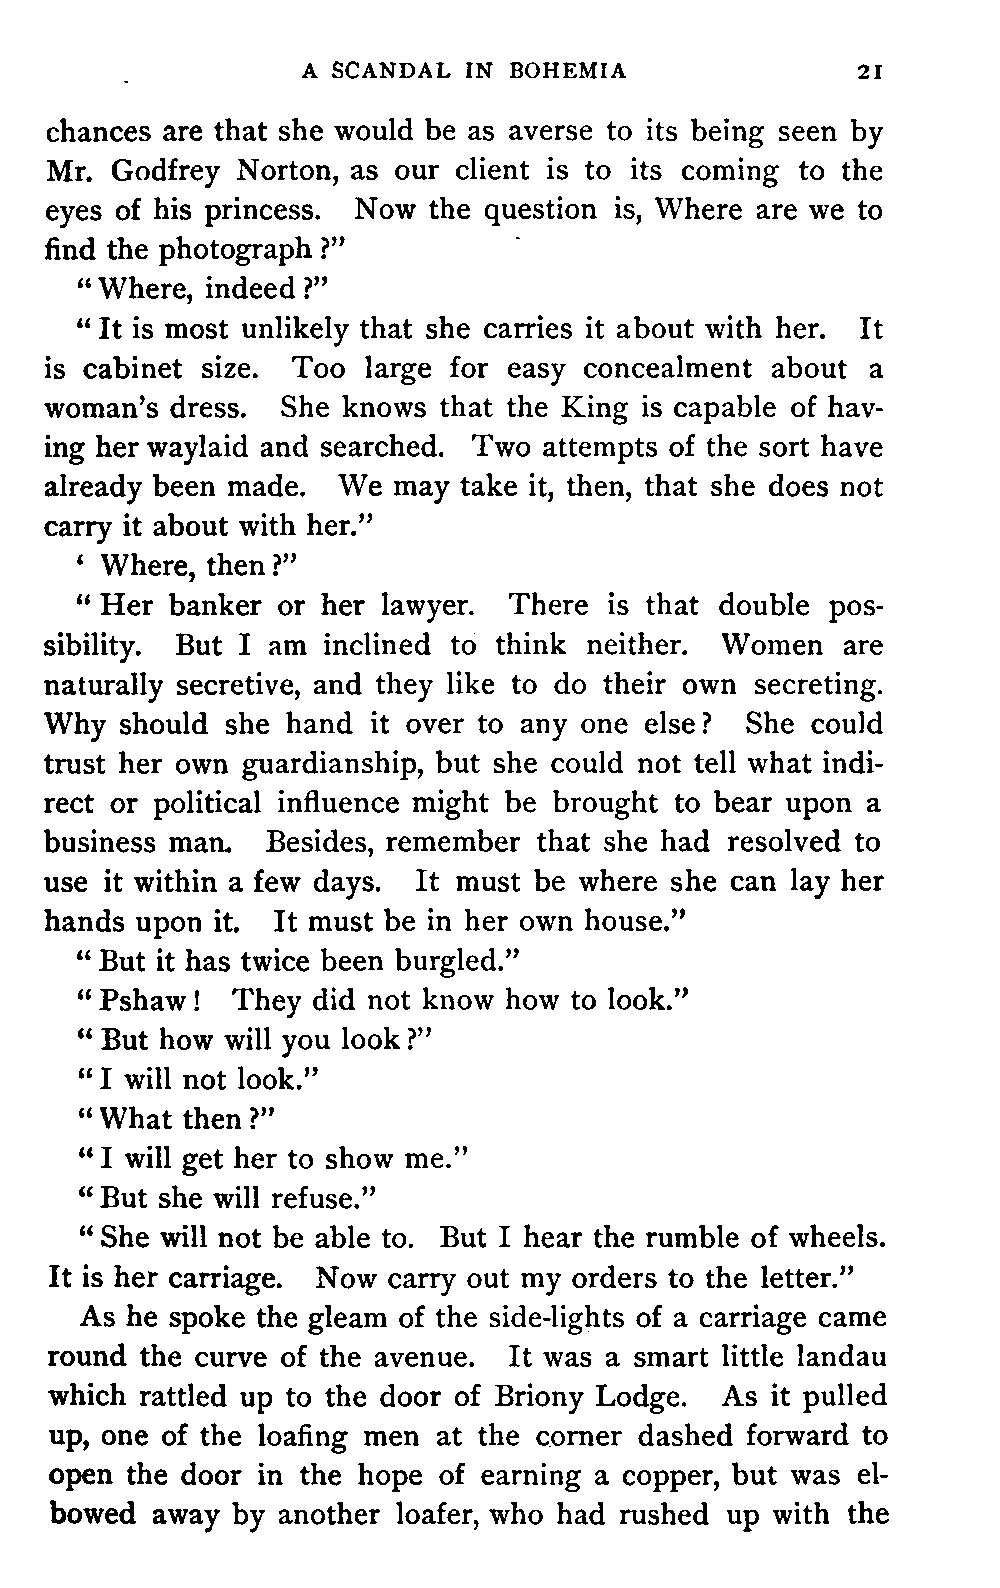 A SCANDAL IN BOHEMIA 21
chances are that she would be as averse to its being seen by
Mr. Godfrey Norton, as our client is to its coming to the
eyes of his princess. Now the question is, Where are we to
find the photograph ?”
“ Where, indeed ?”
“ It is most unlikely that she carries it about with her. It
is cabinet size. Too large for easy concealment about a
woman’s dress. She knows that the King is capable of hav-
ing her waylaid and searched. Two attempts of the sort have
already been made. We may take it, then, that she does not
carry it about with her.”
‘ Where, then ?”
“ Her banker or her lawyer. There is that double pos-
sibility. But I am inclined to think neither. Women are
naturally secretive, and they like to do their own secreting.
Why should she hand it over to any one else? She could
trust her own guardianship, but she could not tell what indi-
rect or political influence might be brought to bear upon a
business man. Besides, remember that she had resolved to
use it within a few days. It must be where she can lay her
hands upon it. It must be in her own house.”
“ But it has twice been burgled.”
“ Pshaw ! They did not know how to look.”
“ But how will you look ?”
“ I will not look.”
“ What then ?”
“ I will get her to show me.”
“ But she will refuse.”
“ She will not be able to. But I hear the rumble of wheels.
It is her carriage. Now carry out my orders to the letter.”
As he spoke the gleam of the side-lights of a carriage came
round the curve of the avenue. It was a smart little landau
which rattled up to the door of Briony Lodge. As it pulled
up, one of the loafing men at the corner dashed forward to
open the door in the hope of earning a copper, but was el-
bowed away by another loafer, who had rushed up with the